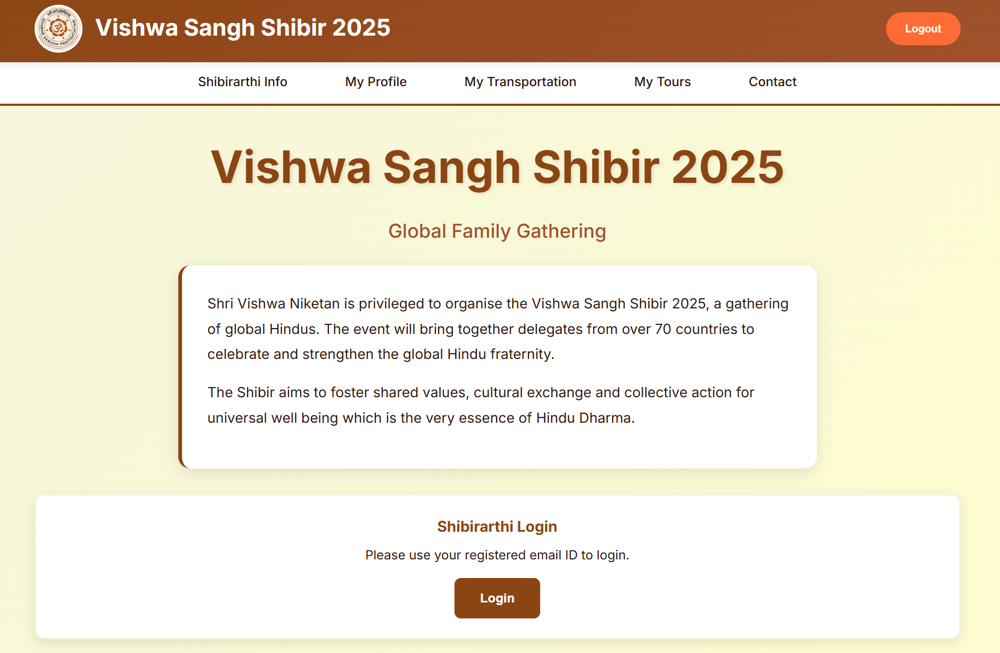 धर्मे सर्वं प्रतिष्ठितम्
DHARME SARVAM PRATISHTHITAM
Vishwa Sangh Shibir 2025
Logout
Shibirarthi Info
My Profile
My Transportation
My Tours
Contact
Vishwa Sangh Shibir 2025
Global Family Gathering
Shri Vishwa Niketan is privileged to organise the Vishwa Sangh Shibir 2025, a gathering
of global Hindus. The event will bring together delegates from over 70 countries to
celebrate and strengthen the global Hindu fraternity.
The Shibir aims to foster shared values, cultural exchange and collective action for
universal well being which is the very essence of Hindu Dharma.
Shibirarthi Login
Please use your registered email ID to login.
Login